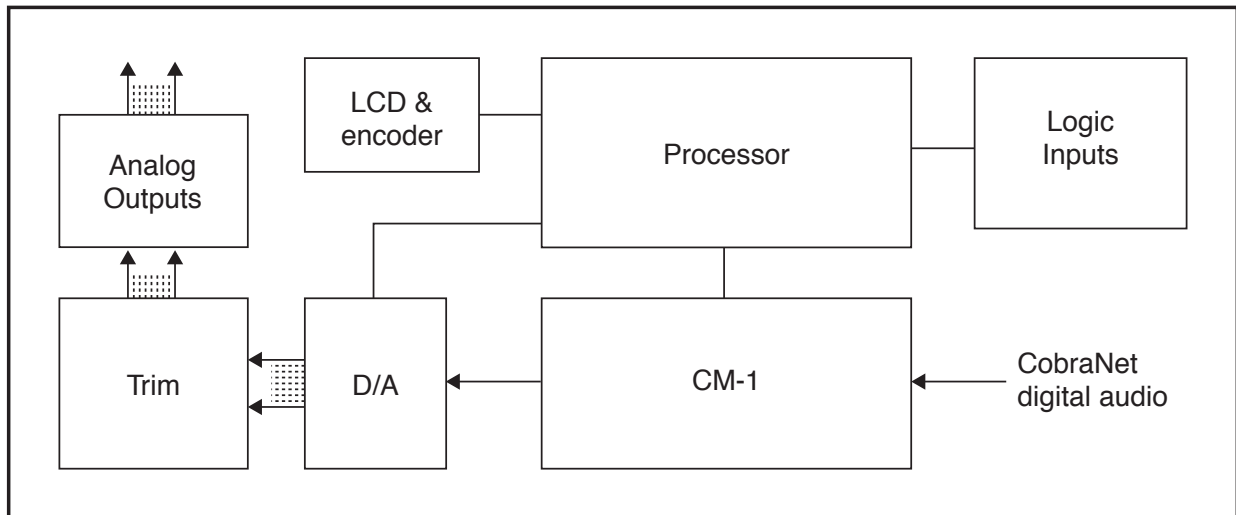 LCD &
encoder
Processor
Logic
Inputs
Analog
Outputs
Trim
D/A
CM-1
CobraNet
digital audio